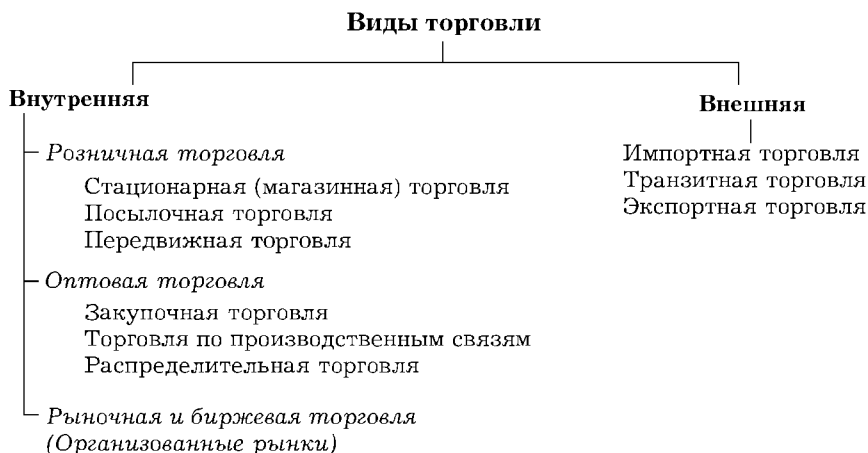 Виды торговли
Внутренняя
Розничная торговля
Стационарная (магазинная) торговля
Посылочная торговля
Передвижная торговля
Оптовая торговля
Закупочная торговля
Торговля по производственным связям
Распределительная торговля
Рыночная и биржевая торговля
(Организованные рынки)
Внешняя
Импортная торговля
Транзитная торговля
Экспортная торговля